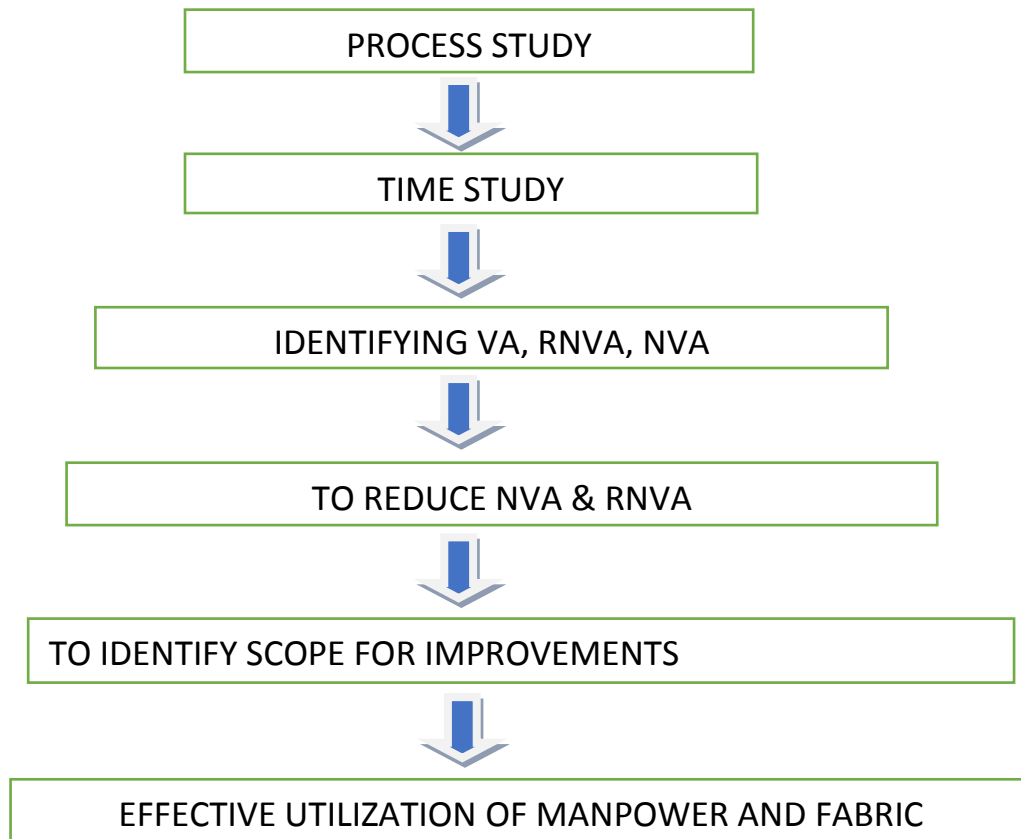 PROCESS STUDY
TIME STUDY
IDENTIFYING VA, RNVA, NVA
TO REDUCE NVA & RNVA
TO IDENTIFY SCOPE FOR IMPROVEMENTS
EFFECTIVE UTILIZATION OF MANPOWER AND FABRIC